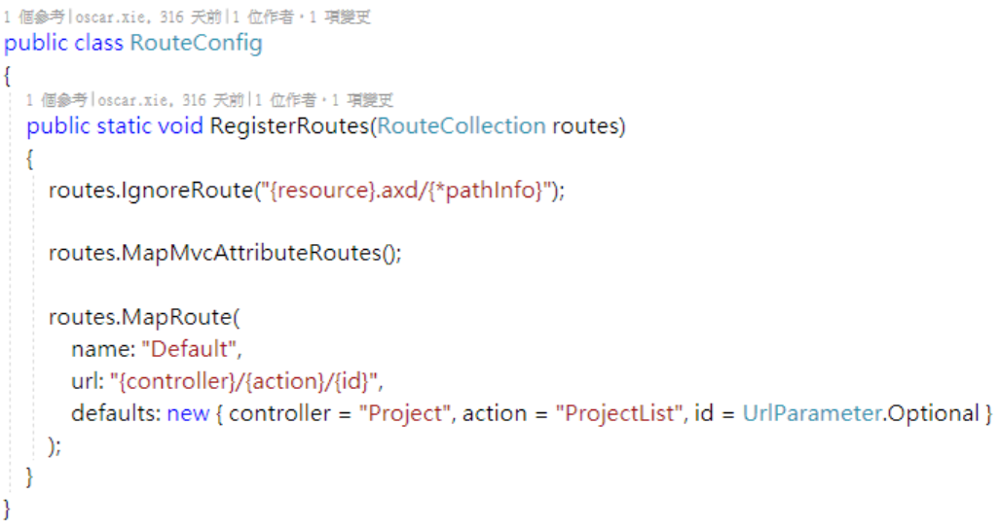 1 個參考|oscar.xie, 316 天前|1 位作者,1 項變更
public class RouteConfig
{
1 個參考|oscar.xie, 316 天前|1 位作者,1 項變更
public static void RegisterRoutes(RouteCollection routes)
{
routes.IgnoreRoute("{resource}.axd/{*pathInfo}");
routes.MapMvcAttributeRoutes();
routes.MapRoute(
name: "Default",
url: "{controller}/{action}/{id}",
defaults: new { controller = "Project", action = "ProjectList", id = UrlParameter.Optional }
);
}
}